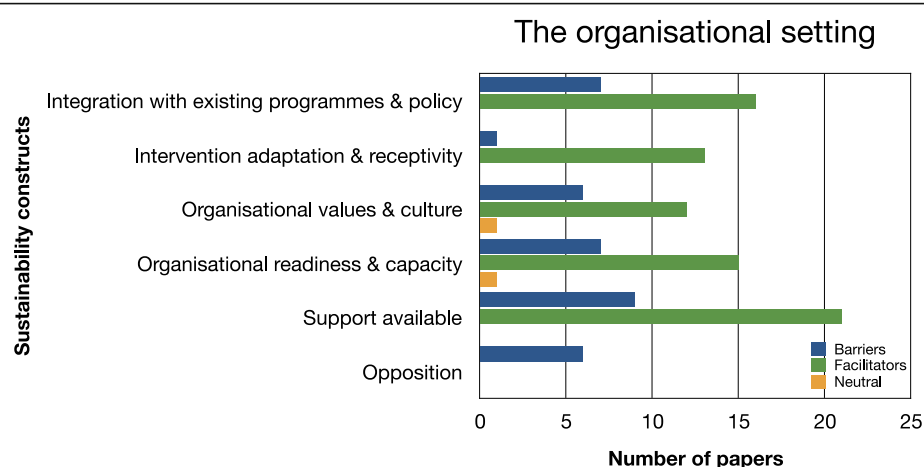 The organisational setting
Sustainability constructs
Integration with existing programmes & policy
Intervention adaptation & receptivity
Organisational values & culture
Organisational readiness & capacity
Support available
Opposition
Barriers
Facilitators
Neutral
0 5 10 15 20 25
Number of papers